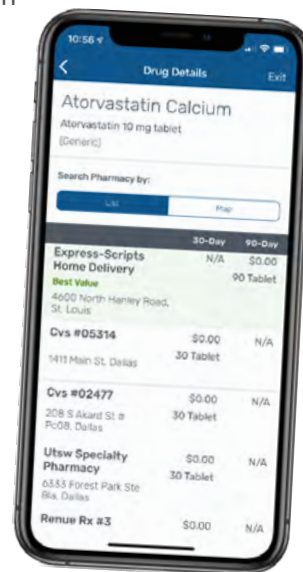 10:56
Drug Details
Exit
Atorvastatin Calcium
Atorvastatin 10 mg tablet
(Generic)
Search Pharmacy by:
List
Map
30-Day
90-Day
Express-Scripts
Home Delivery
N/A
$0.00
90 Tablet
Best Value
4600 North Hanley Road,
St. Louis
Cvs #05314
$0.00
N/A
30 Tablet
1411 Main St, Dallas
Cvs #02477
$0.00
N/A
30 Tablet
208 S Akard St #
Pc08, Dallas
Utsw Specialty
Pharmacy
$0.00
N/A
30 Tablet
6333 Forest Park Ste
Dallas
Renue Rx #3
$0.00
N/A